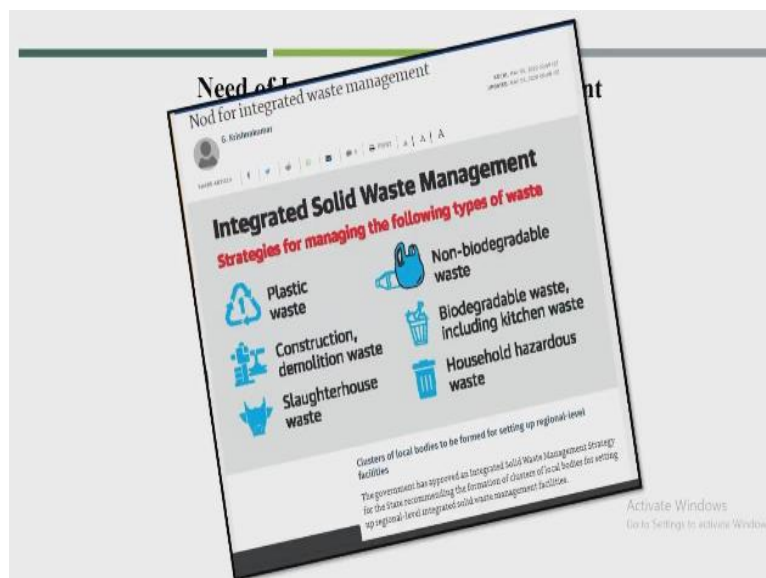 Need of
nt
Nod for integrated waste management
G. Krishnakumar
SHARE ARTICLE
PRINT A A A
Integrated Solid Waste Management
Strategies for managing the following types of waste
Plastic
waste
Non-biodegradable
waste
Construction,
demolition waste
Biodegradable waste,
including kitchen waste
Slaughterhouse
waste
Household hazardous
waste
Clusters of local bodies to be formed for setting up regional-level
facilities
The government has approved an Integrated Solid Waste Management Strategy
for the State recommending the formation of clusters of local bodies for setting
up regional-level integrated solid waste management facilities.
Activate Windows
Go to Settings to activate Window